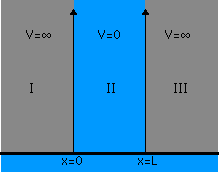 V=∞ V=0 V=∞
I II III
x=0 x=L